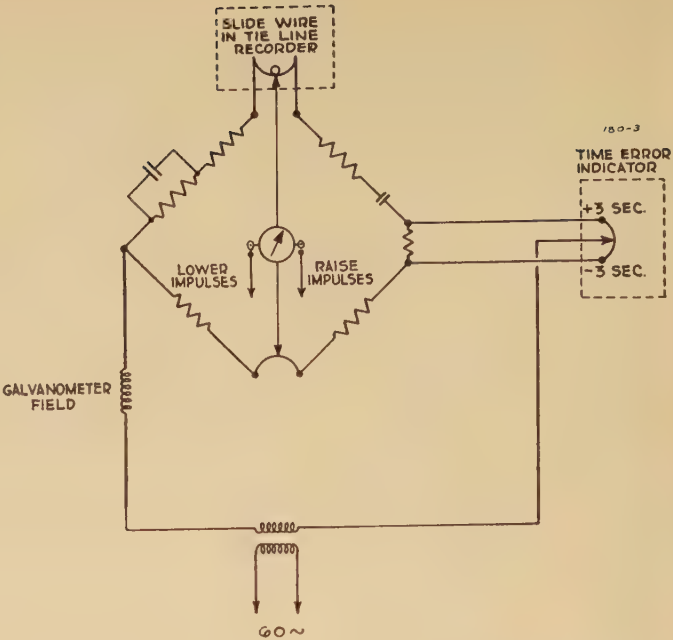 SLIDE WIRE
IN TIE LINE
RECORDER
180-3
TIME ERROR
INDICATOR
+3 SEC.
-3 SEC.
LOWER
IMPULSES
RAISE
IMPULSES
GALVANOMETER
FIELD
60~